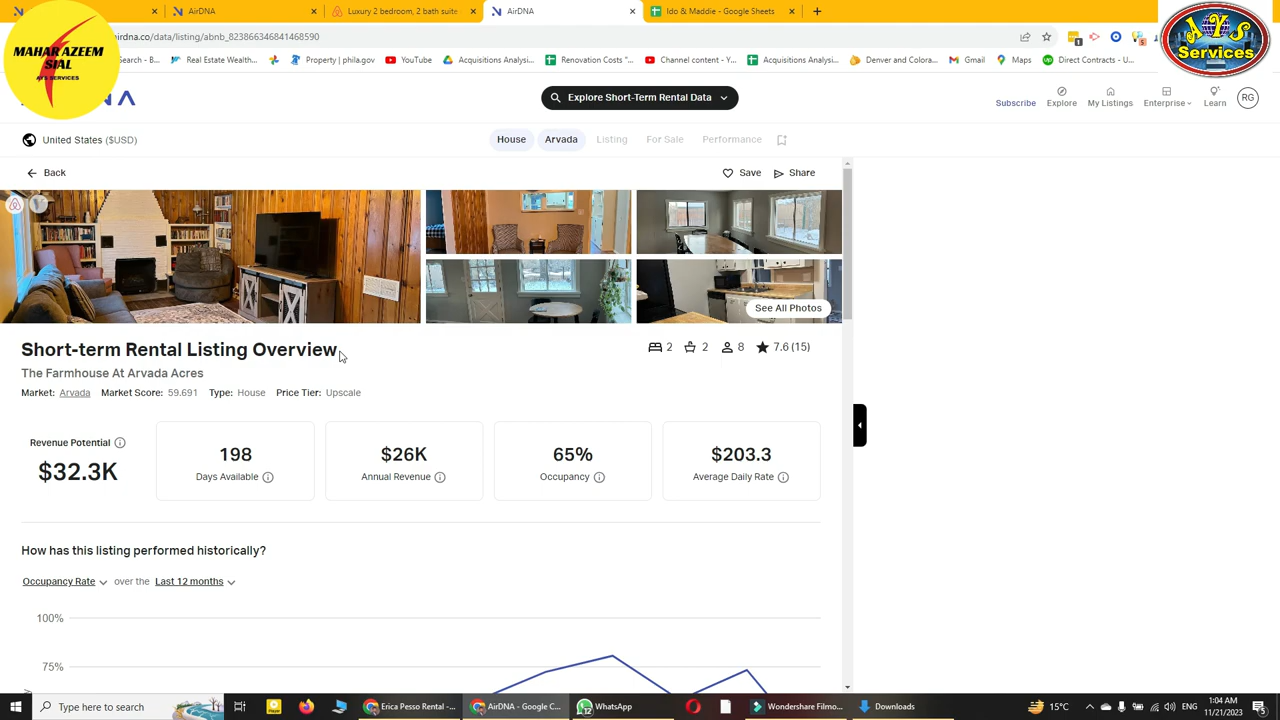 AirDNA
Luxury 2 bedroom, 2 bath suite
AirDNA
Ido & Maddie - Google Sheets
airdna.co/data/listing/abnb_823866346841468590
MAHAR AZEEM
SIAL
ATS SERVICES
AYS
Services
- B...
Real Estate Wealth...
Property | phila.gov
YouTube
Acquisitions Analysi...
Renovation Costs "...
Channel content - Y...
Acquisitions Analysi...
Denver and Colora...
Gmail
Maps
Direct Contracts - U...
Explore Short-Term Rental Data
Subscribe
Explore
My Listings
Enterprise
Learn
RG
United States ($USD)
House
Arvada
Listing
For Sale
Performance
Back
Save
Share
See All Photos
Short-term Rental Listing Overview
2
2
8
7.6 (15)
The Farmhouse At Arvada Acres
Market: Arvada Market Score: 59.691 Type: House Price Tier: Upscale
Revenue Potential
$32.3K
198
Days Available
$26K
Annual Revenue
65%
Occupancy
$203.3
Average Daily Rate
How has this listing performed historically?
Occupancy Rate over the Last 12 months
100%
75%
Type here to search
Erica Pesso Rental -...
AirDNA - Google C...
WhatsApp
Wondershare Filmo...
Downloads
15°C
ENG
1:04 AM
11/21/2023